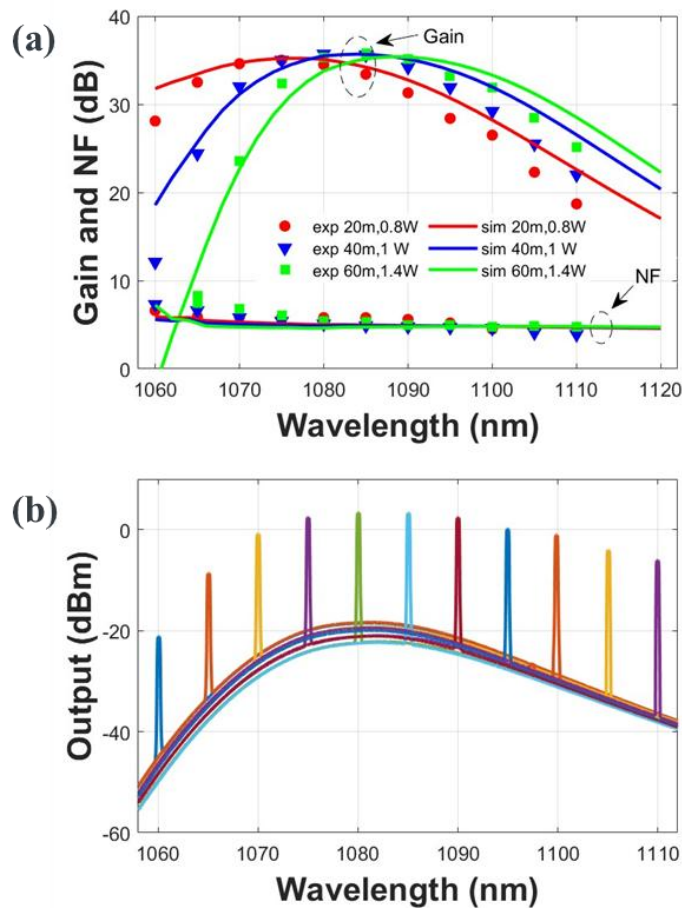 (a)
Gain
40
30
20
10
0
Gain and NF (dB)
exp 20m,0.8W
sim 20m,0.8W
exp 40m,1 W
sim 40m,1 W
exp 60m,1.4W
sim 60m,1.4W
NF
1060 1070 1080 1090 1100 1110 1120
Wavelength (nm)
(b)
0
-20
-40
-60
Output (dBm)
1060 1070 1080 1090 1100 1110
Wavelength (nm)